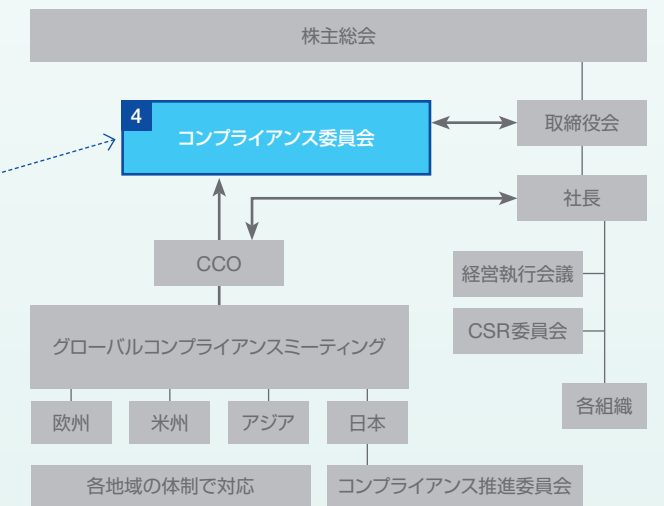 株主総会
4
コンプライアンス委員会
取締役会
社長
CCO
経営執行会議
グローバルコンプライアンスミーティング
CSR委員会
欧州
米州
アジア
日本
各組織
各地域の体制で対応
コンプライアンス推進委員会